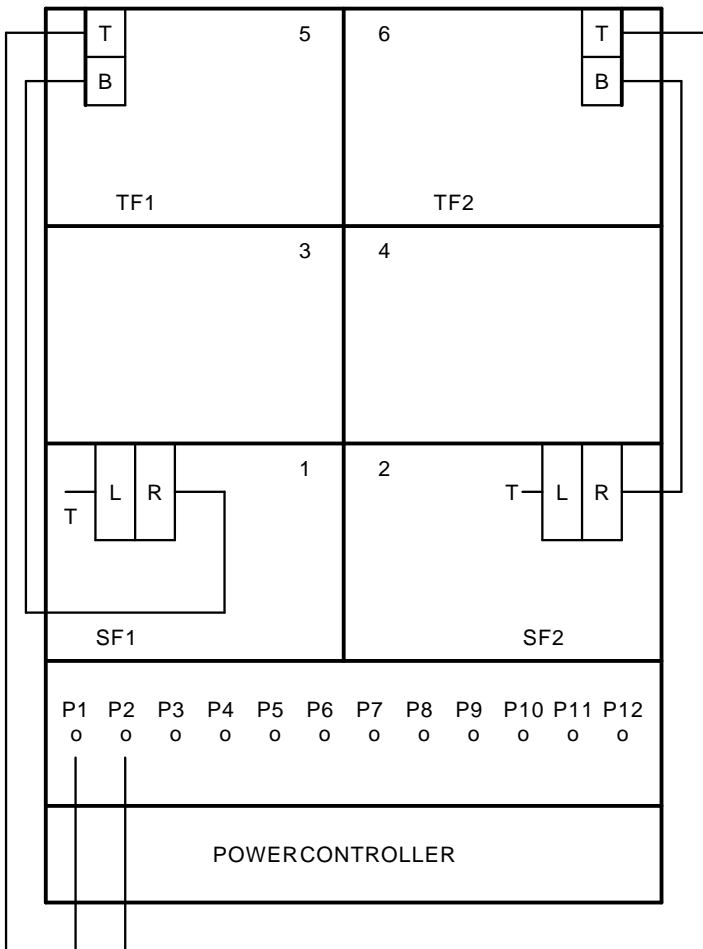 T 5 6 T
B B
TF1 TF2
3 4
1 2
L R T L R
T
SF1 SF2
P1 P2 P3 P4 P5 P6 P7 P8 P9 P10 P11 P12
o o o o o o o o o o o o
POWERCONTROLLER